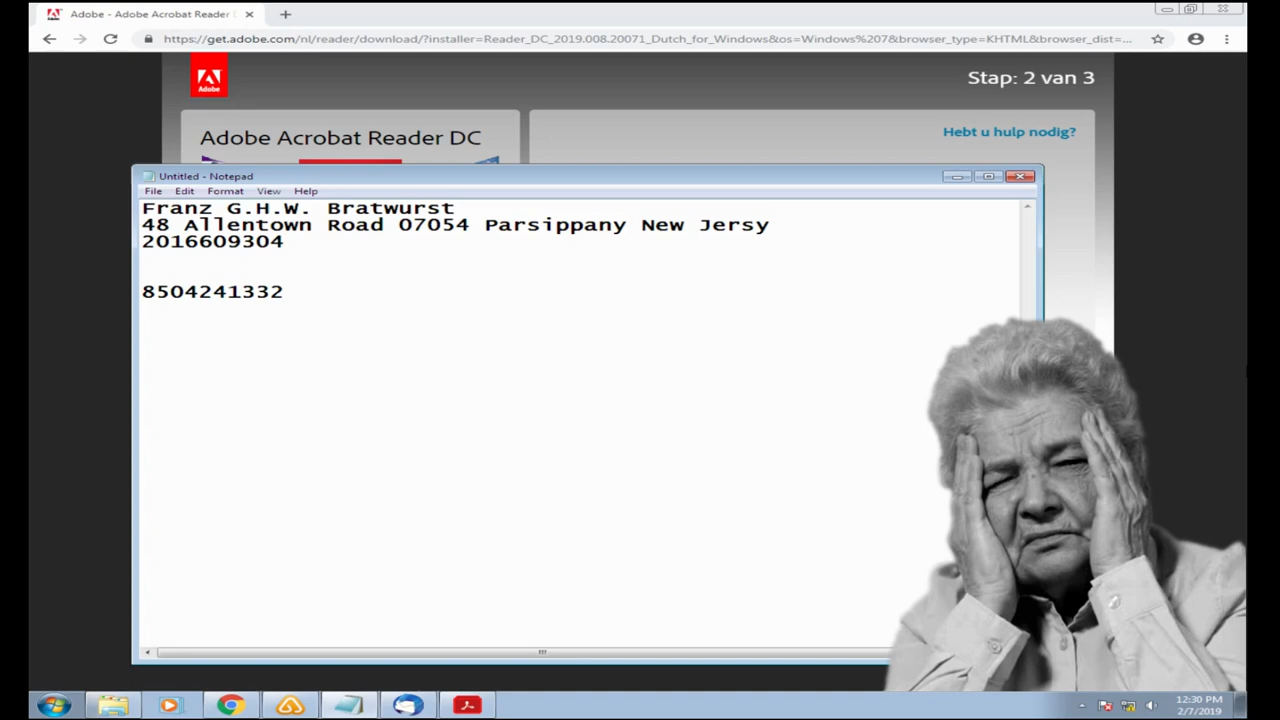 Adobe - Adobe Acrobat Reader
https://get.adobe.com/nl/reader/download/?installer=Reader_DC_2019.008.20071_Dutch_for_Windows&os=Windows%207&browser_type=KHTML&browser_dist=...
Adobe
Stap: 2 van 3
Adobe Acrobat Reader DC
Hebt u hulp nodig?
Untitled - Notepad
File Edit Format View Help
Franz G.H.W. Bratwurst
48 Allentown Road 07054 Parsippany New Jersy
2016609304
8504241332
12:30 PM
2/7/2019